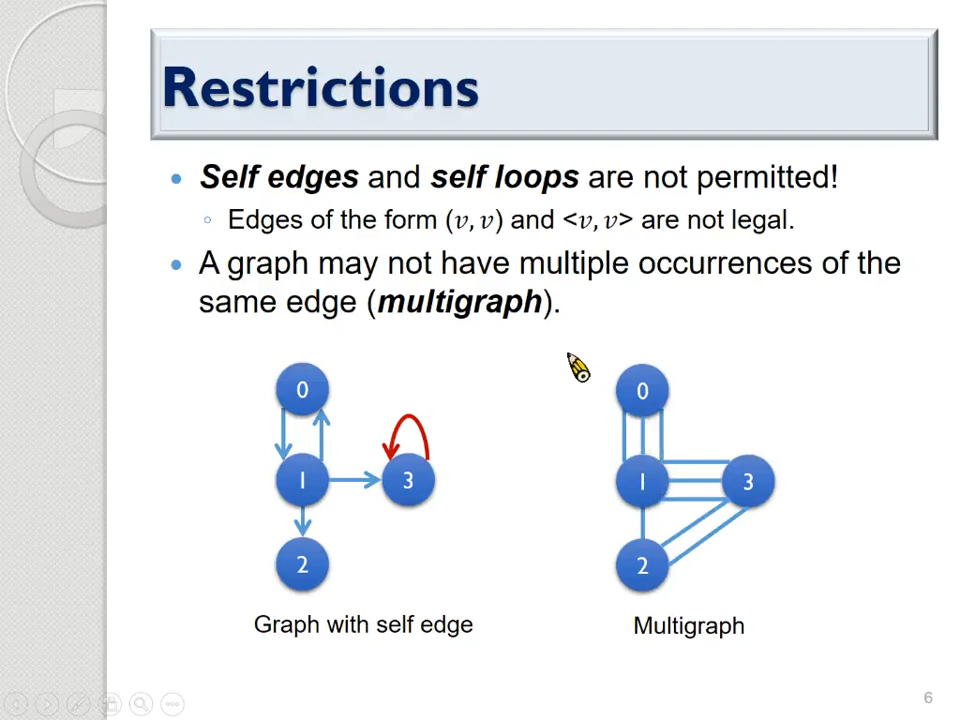 Restrictions
Self edges and self loops are not permitted!
Edges of the form (v, v) and <v, v> are not legal.
A graph may not have multiple occurrences of the
same edge (multigraph).
0
1
3
2
Graph with self edge
0
1
3
2
Multigraph
6